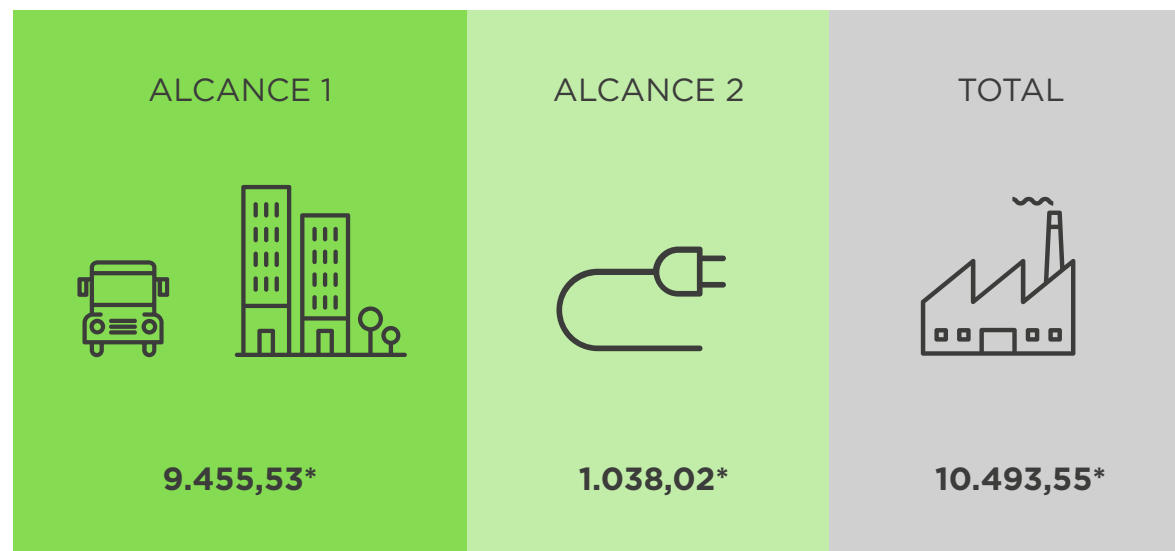 ALCANCE 1
ALCANCE 2
TOTAL
9.455,53*
1.038,02*
10.493,55*